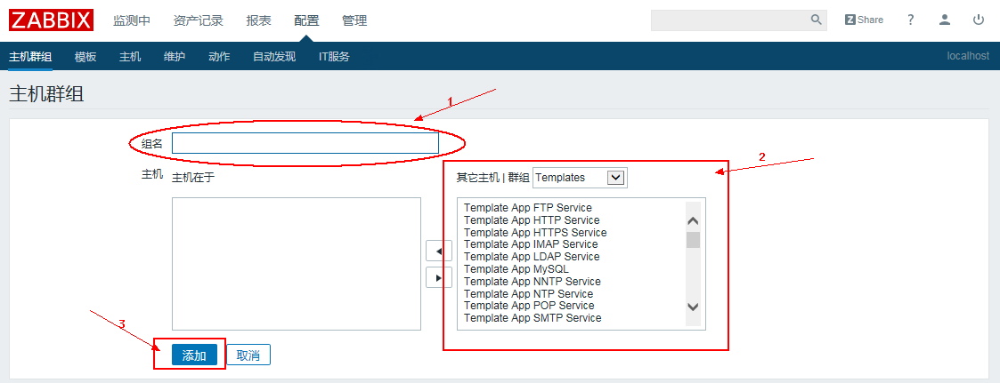 ZABBIX 监测中 资产记录 报表 配置 管理 Z Share ?
主机群组 模板 主机 维护 动作 自动发现 IT服务 localhost
主机群组
1
组名
2
主机 主机在于 其它主机 | 群组 Templates
Template App FTP Service
Template App HTTP Service
Template App HTTPS Service
Template App IMAP Service
Template App LDAP Service
Template App MySQL
Template App NNTP Service
Template App NTP Service
Template App POP Service
Template App SMTP Service
3
添加 取消